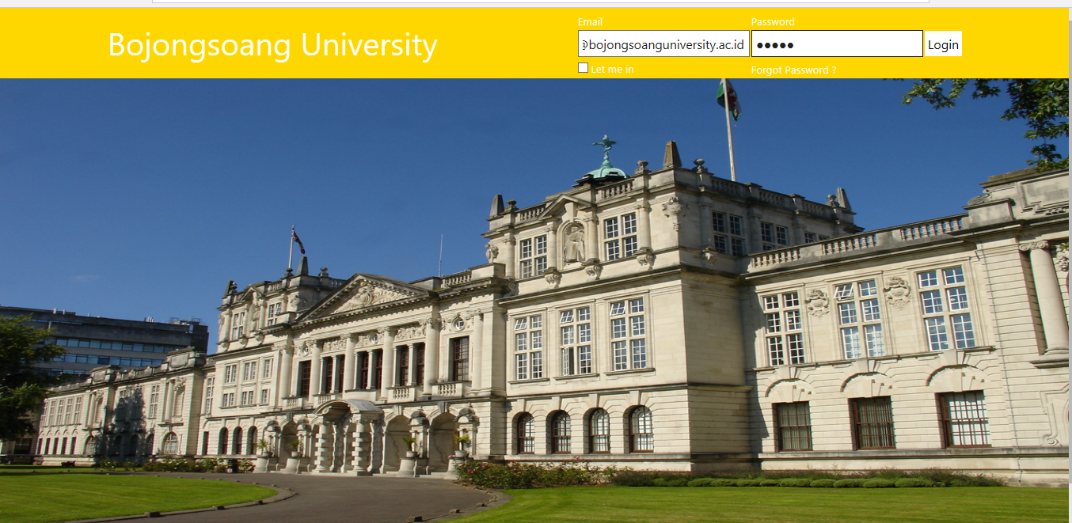 Bojongsoang University
Email
Password
@bojongsoanguniversity.ac.id
•••••
Login
Let me in
Forgot Password ?